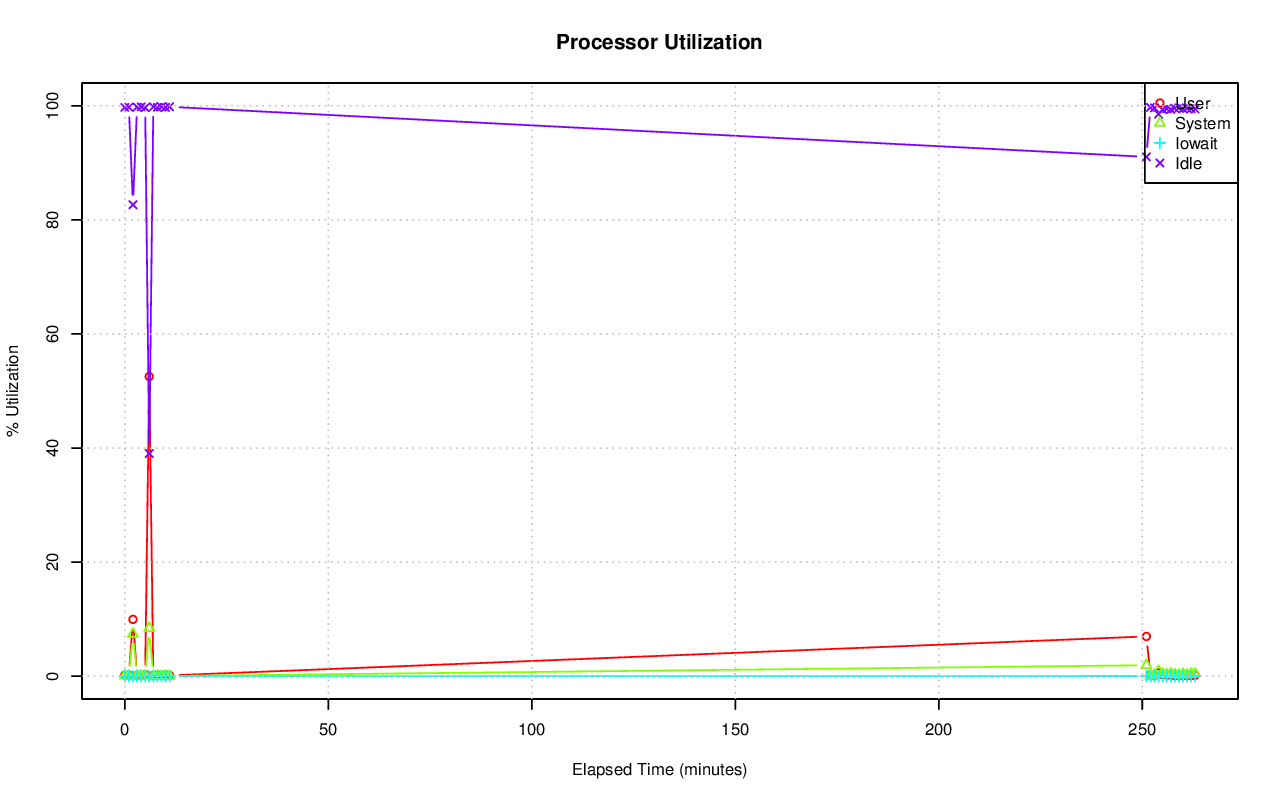 Processor Utilization
% Utilization
100
80
60
40
20
0
User
System
Iowait
Idle
0 50 100 150 200 250
Elapsed Time (minutes)